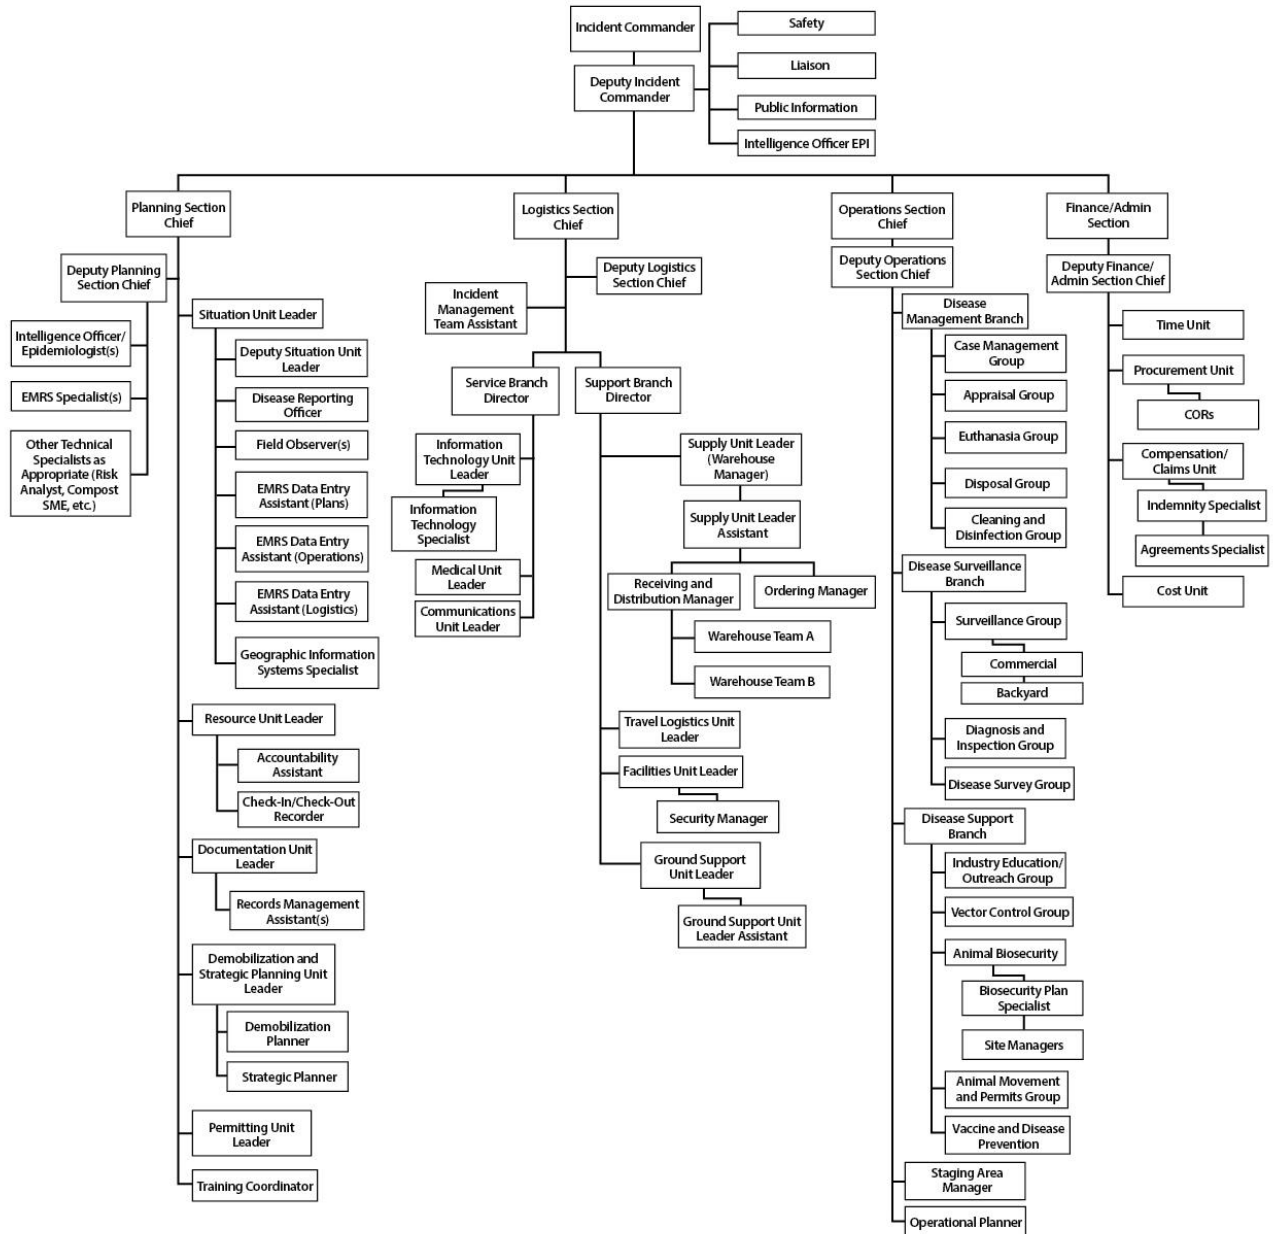 Incident Commander
Deputy Incident
Commander
Safety
Liaison
Public Information
Intelligence Officer EPI
Planning Section
Chief
Deputy Planning
Section Chief
Intelligence Officer/
Epidemiologist(s)
EMRS Specialist(s)
Other Technical
Specialists as
Appropriate (Risk
Analyst, Compost
SME, etc.)
Situation Unit Leader
Deputy Situation Unit
Leader
Disease Reporting
Officer
Field Observer(s)
EMRS Data Entry
Assistant (Plans)
EMRS Data Entry
Assistant (Operations)
EMRS Data Entry
Assistant (Logistics)
Geographic Information
Systems Specialist
Resource Unit Leader
Accountability
Assistant
Check-In/Check-Out
Recorder
Documentation Unit
Leader
Records Management
Assistant(s)
Demobilization and
Strategic Planning Unit
Leader
Demobilization
Planner
Strategic Planner
Permitting Unit
Leader
Training Coordinator
Logistics Section
Chief
Deputy Logistics
Section Chief
Incident
Management
Team Assistant
Service Branch
Director
Information
Technology Unit
Leader
Information
Technology
Specialist
Medical Unit
Leader
Communications
Unit Leader
Support Branch
Director
Supply Unit Leader
(Warehouse
Manager)
Supply Unit Leader
Assistant
Receiving and
Distribution Manager
Ordering Manager
Warehouse Team A
Warehouse Team B
Travel Logistics Unit
Leader
Facilities Unit Leader
Security Manager
Ground Support
Unit Leader
Ground Support Unit
Leader Assistant
Operations Section
Chief
Deputy Operations
Section Chief
Disease
Management Branch
Case Management
Group
Appraisal Group
Euthanasia Group
Disposal Group
Cleaning and
Disinfection Group
Disease Surveillance
Branch
Surveillance Group
Commercial
Backyard
Diagnosis and
Inspection Group
Disease Survey Group
Disease Support
Branch
Industry Education/
Outreach Group
Vector Control Group
Animal Biosecurity
Biosecurity Plan
Specialist
Site Managers
Animal Movement
and Permits Group
Vaccine and Disease
Prevention
Staging Area
Manager
Operational Planner
Finance/Admin
Section
Deputy Finance/
Admin Section Chief
Time Unit
Procurement Unit
CORs
Compensation/
Claims Unit
Indemnity Specialist
Agreements Specialist
Cost Unit